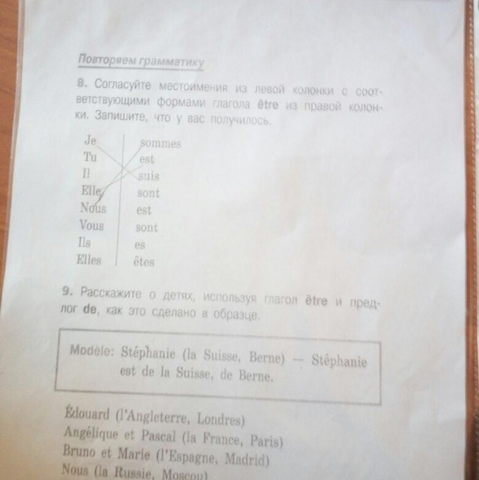 Повторяем грамматику
8. Согласуйте местоимения из левой колонки с соот-
ветствующими формами глагола être из правой колон-
ки. Запишите, что у вас получилось.
Je sommes
Tu est
Il suis
Elle sont
Nous est
Vous sont
Ils es
Elles êtes
9. Расскажите о детях, используя глагол être и пред-
лог de, как это сделано в образце.
Modèle: Stéphanie (la Suisse, Berne) — Stéphanie
est de la Suisse, de Berne.
Édouard (l'Angleterre, Londres)
Angélique et Pascal (la France, Paris)
Bruno et Marie (l'Espagne, Madrid)
Nous (la Russie, Moscou)